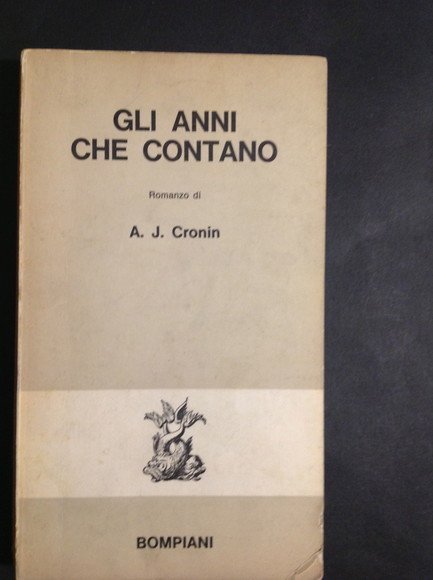 GLI ANNI
CHE CONTANO
Romanzo di
A. J. Cronin
BOMPIANI